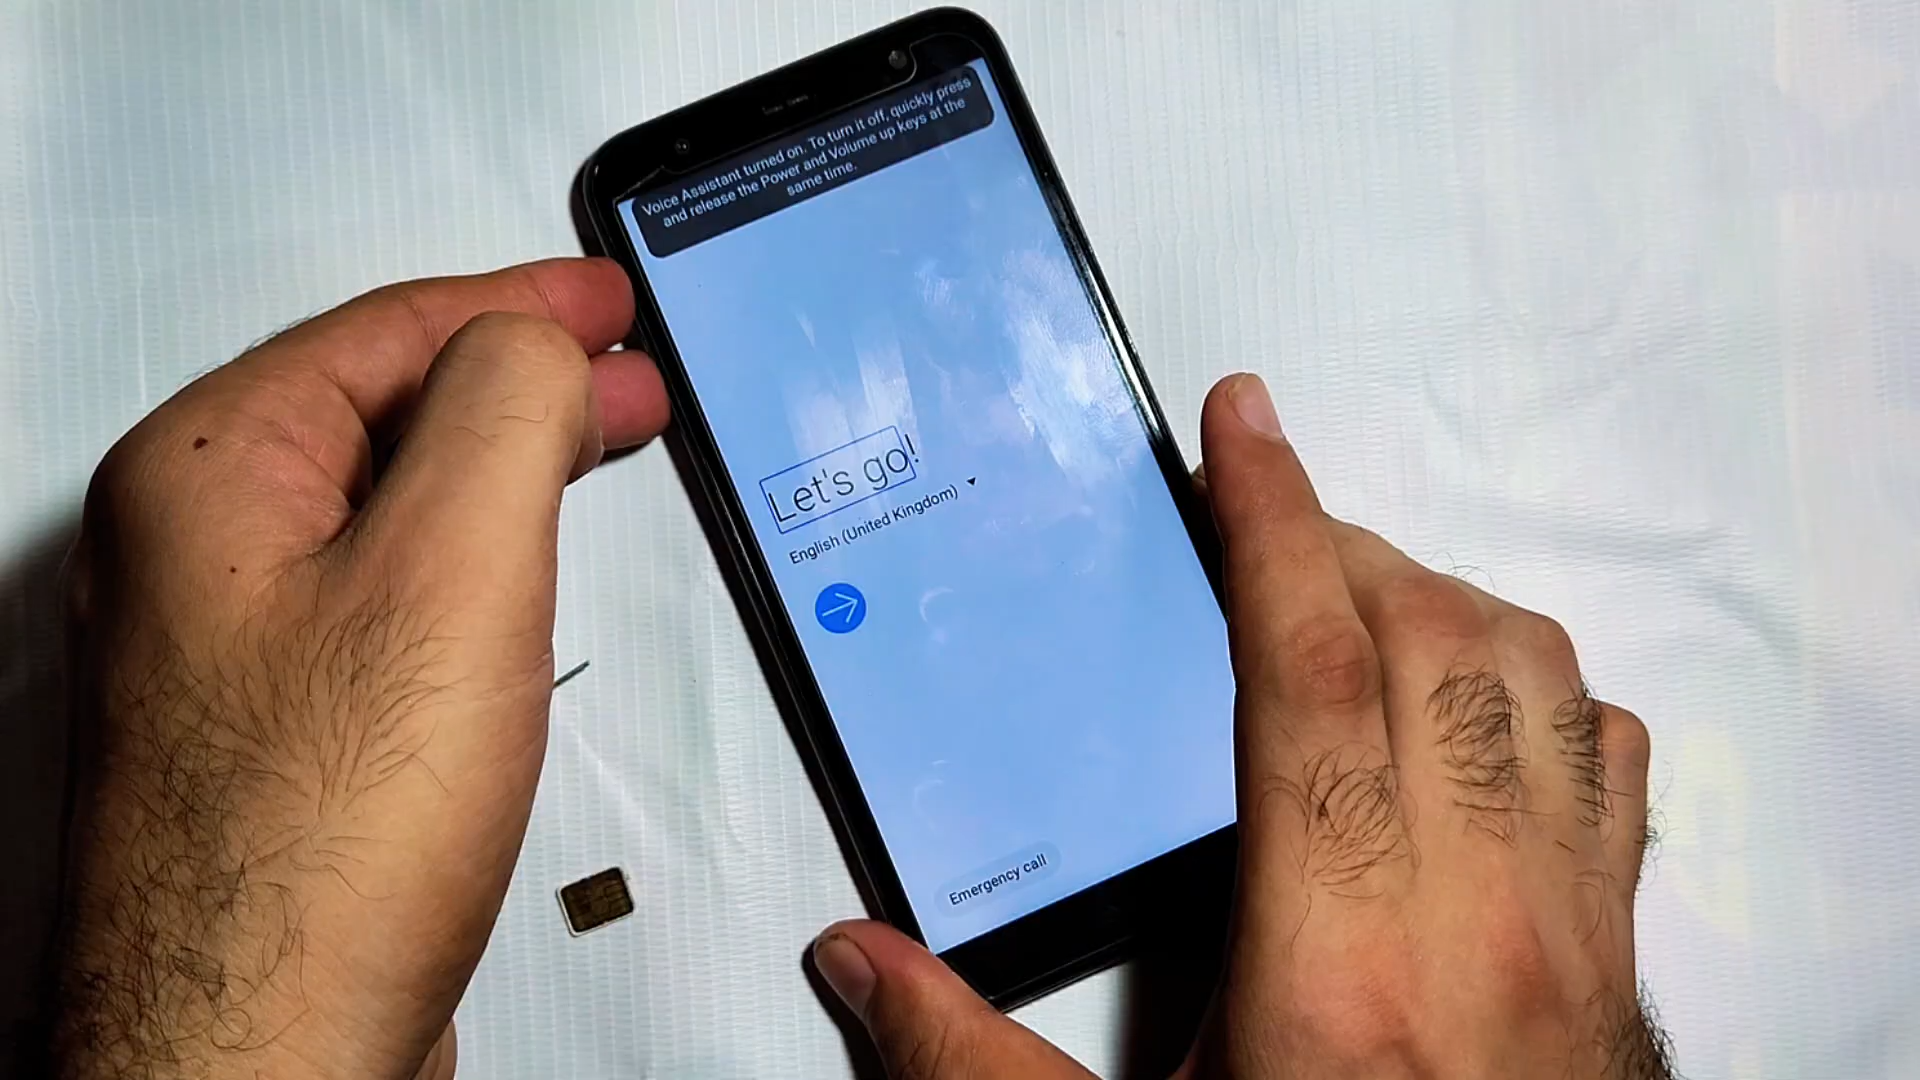 Voice Assistant turned on. To turn it off, quickly press
and release the Power and Volume up keys at the
same time.
Let's go!
English (United Kingdom)
Emergency call